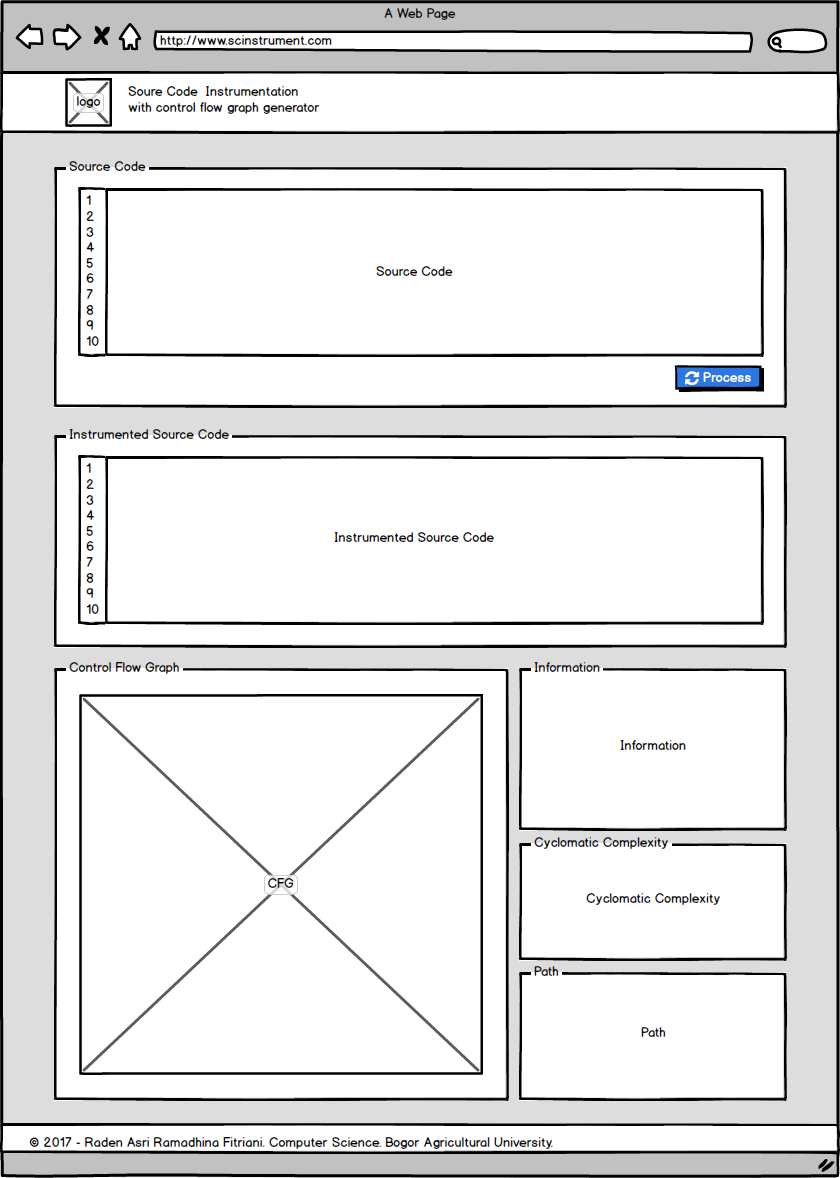 A Web Page
http://www.scinstrument.com
logo
Soure Code Instrumentation
with control flow graph generator
Source Code
1
2
3
4
5
6
7
8
9
10
Source Code
Process
Instrumented Source Code
1
2
3
4
5
6
7
8
9
10
Instrumented Source Code
Control Flow Graph
CFG
Information
Information
Cyclomatic Complexity
Cyclomatic Complexity
Path
Path
© 2017 - Raden Asri Ramadhina Fitriani. Computer Science. Bogor Agricultural University.